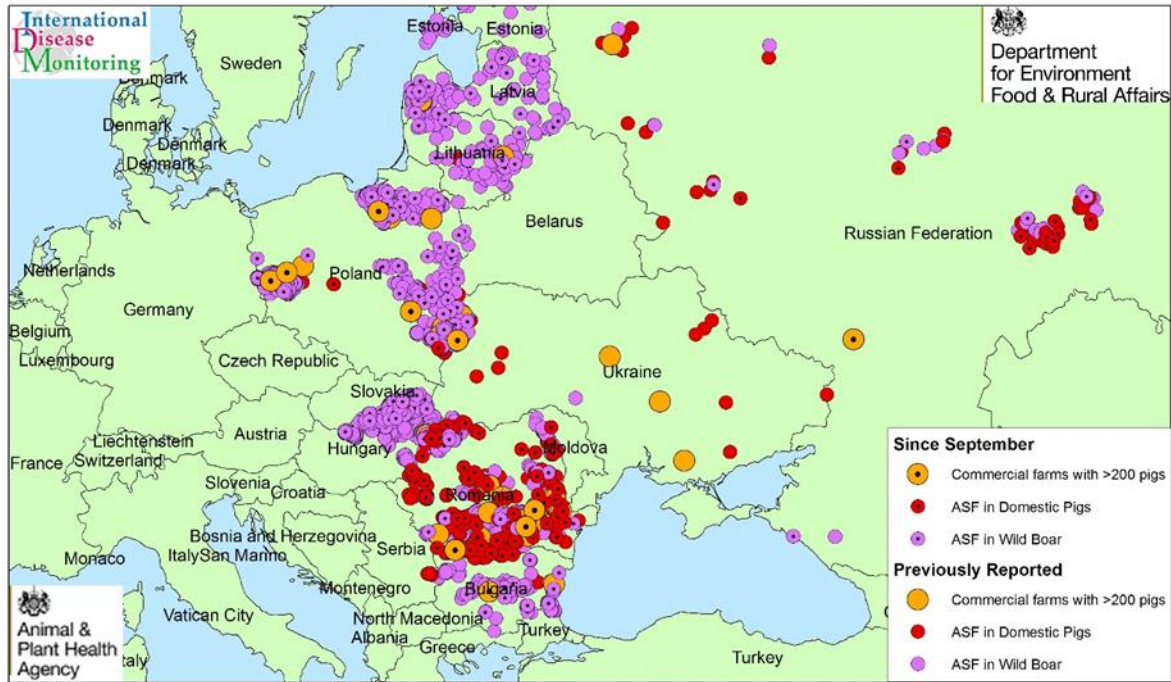 International
Disease
Monitoring
Department
for Environment
Food & Rural Affairs
Estonia
Estonia
Sweden
Denmark
Latvia
Denmark
Denmark
Denmark
Lithuania
Belarus
Russian Federation
Netherlands
Poland
Germany
Belgium
Luxembourg
Czech Republic
Ukraine
Slovakia
Austria
Liechtenstein
Switzerland
Hungary
Moldova
France
Slovenia
Croatia
Romania
Bosnia and Herzegovina
Monaco
Italy
San Marino
Serbia
Montenegro
Bulgaria
Vatican City
North Macedonia
Albania
Turkey
Greece
Turkey
Italy
Since September
Commercial farms with >200 pigs
ASF in Domestic Pigs
ASF in Wild Boar
Previously Reported
Commercial farms with >200 pigs
ASF in Domestic Pigs
ASF in Wild Boar
Animal &
Plant Health
Agency